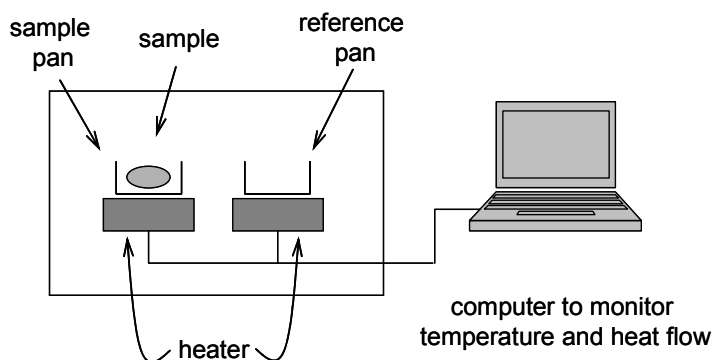 sample
pan
sample
reference
pan
heater
computer to monitor
temperature and heat flow